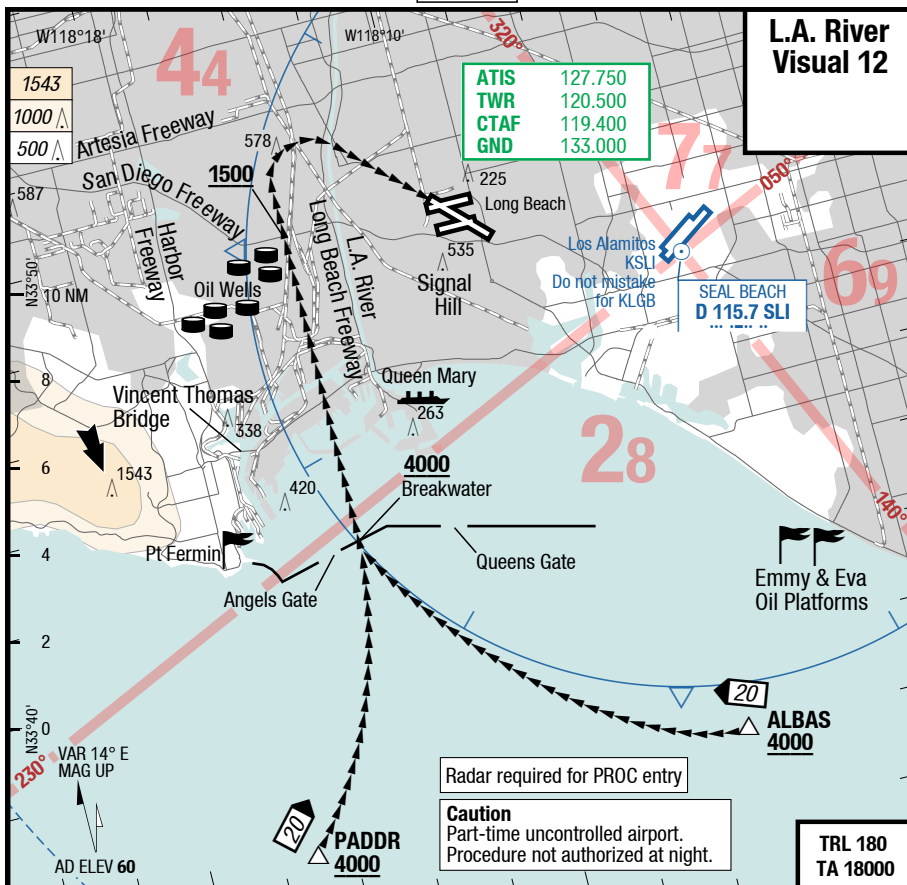 L.A. River
Visual 12
W118°18'
W118°10'
320°
44
1543
1000
500
ATIS 127.750
TWR 120.500
CTAF 119.400
GND 133.000
Artesia Freeway
578
San Diego Freeway
1500
587
225
Long Beach
77
050°
Harbor
Freeway
Long Beach Freeway
L.A. River
535
Signal
Hill
Los Alamitos
KSLI
Do not mistake
for KLGB
SEAL BEACH
D 115.7 SLI
69
N33°50'
10 NM
Oil Wells
8
Vincent Thomas
Bridge
Queen Mary
263
338
28
6
1543
420
4000
Breakwater
140°
4
Pt Fermin
Angels Gate
Queens Gate
Emmy & Eva
Oil Platforms
2
20
ALBAS
4000
N33°40'
0
230°
VAR 14° E
MAG UP
AD ELEV 60
20
PADDR
4000
Radar required for PROC entry
Caution
Part-time uncontrolled airport.
Procedure not authorized at night.
TRL 180
TA 18000